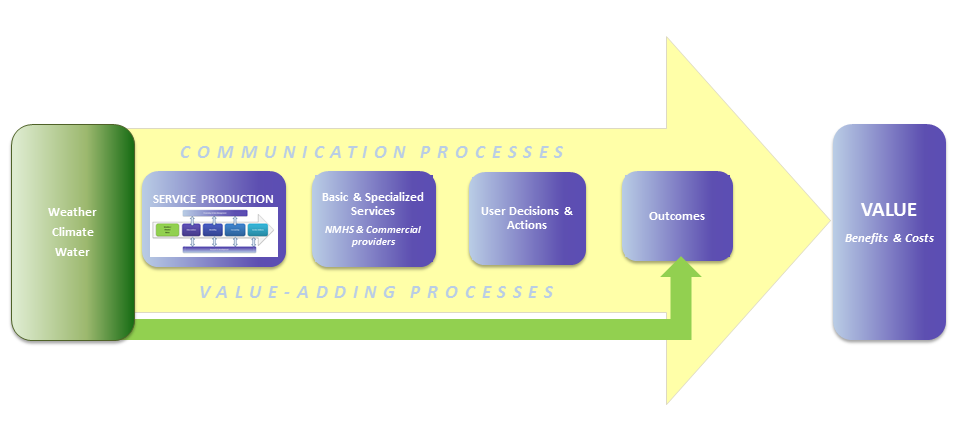 COMMUNICATION PROCESSES
Weather
Climate
Water
SERVICE PRODUCTION
Basic & Specialized
Services
NMHS & Commercial
providers
User Decisions &
Actions
Outcomes
VALUE
Benefits & Costs
VALUE-ADDING PROCESSES